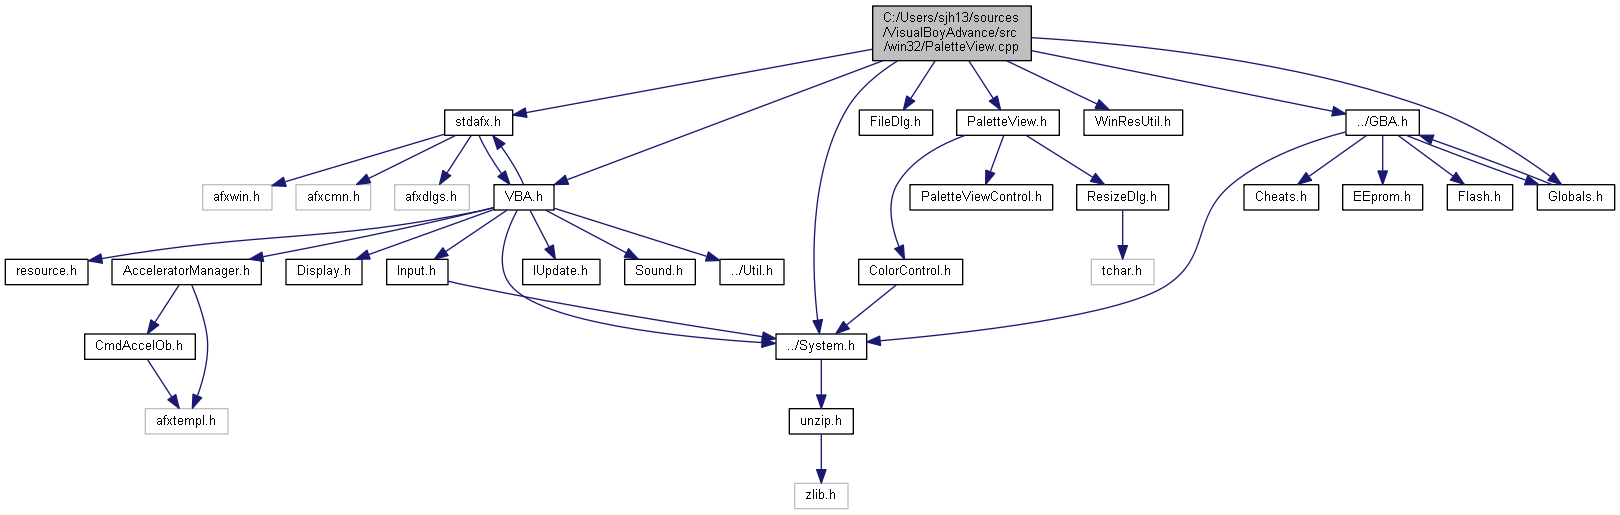 C:/Users/sjh13/sources
/VisualBoyAdvance/src
/win32/PaletteView.cpp
stdafx.h
FileDlg.h
PaletteView.h
WinResUtil.h
../GBA.h
afxwin.h
afxcmn.h
afxdlgs.h
VBA.h
PaletteViewControl.h
ResizeDlg.h
Cheats.h
EEprom.h
Flash.h
Globals.h
resource.h
AcceleratorManager.h
Display.h
Input.h
IUpdate.h
Sound.h
../Util.h
ColorControl.h
tchar.h
CmdAccelOb.h
../System.h
afxtempl.h
unzip.h
zlib.h